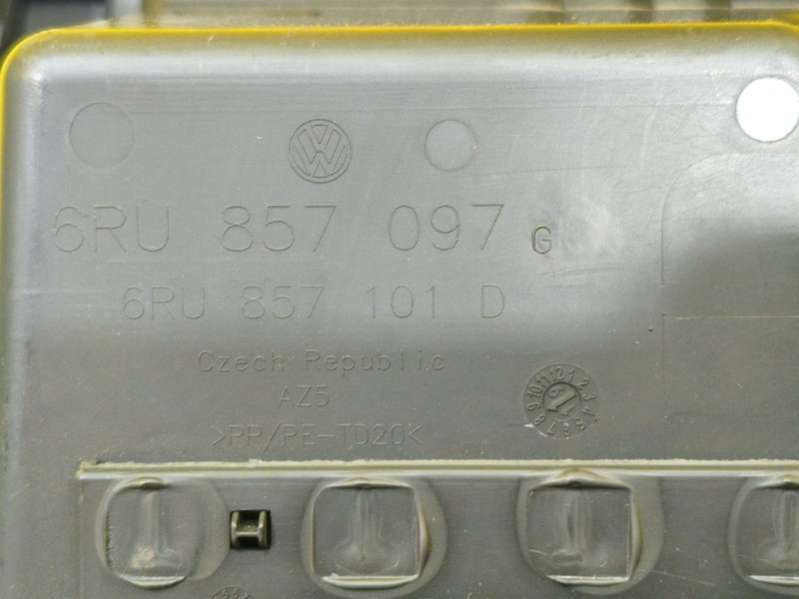 6RU 857 097 G
6RU 857 101 D
Czech Republic
AZ5
>PP/PE-TD20<